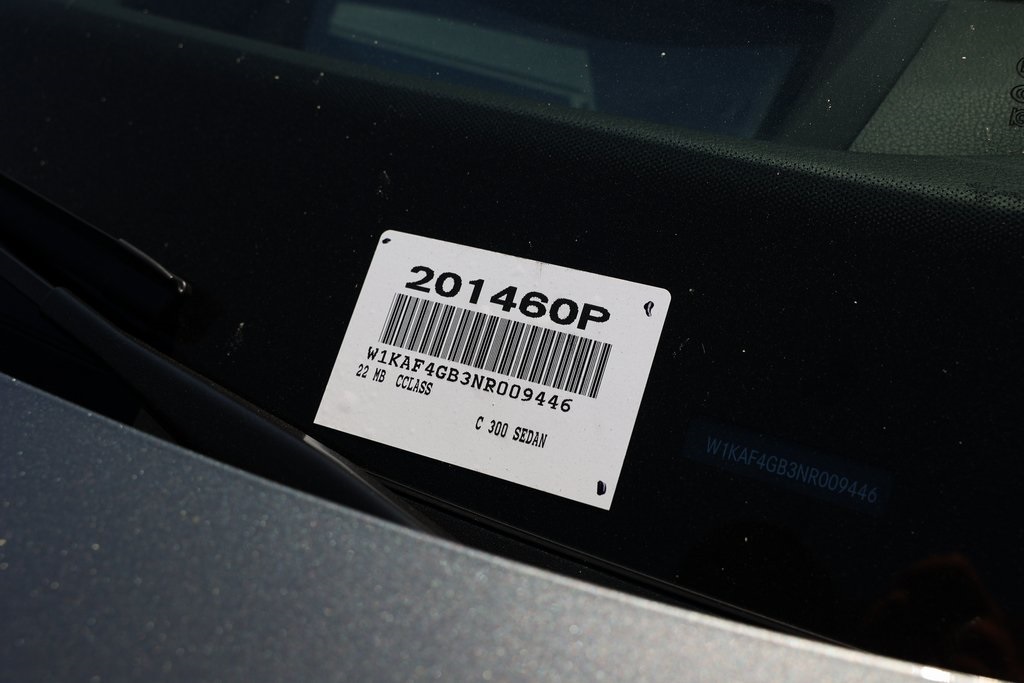 201460P
W1KAF4GB3NR009446
22 MB CCLASS
C 300 SEDAN
W1KAF4GB3NR009446